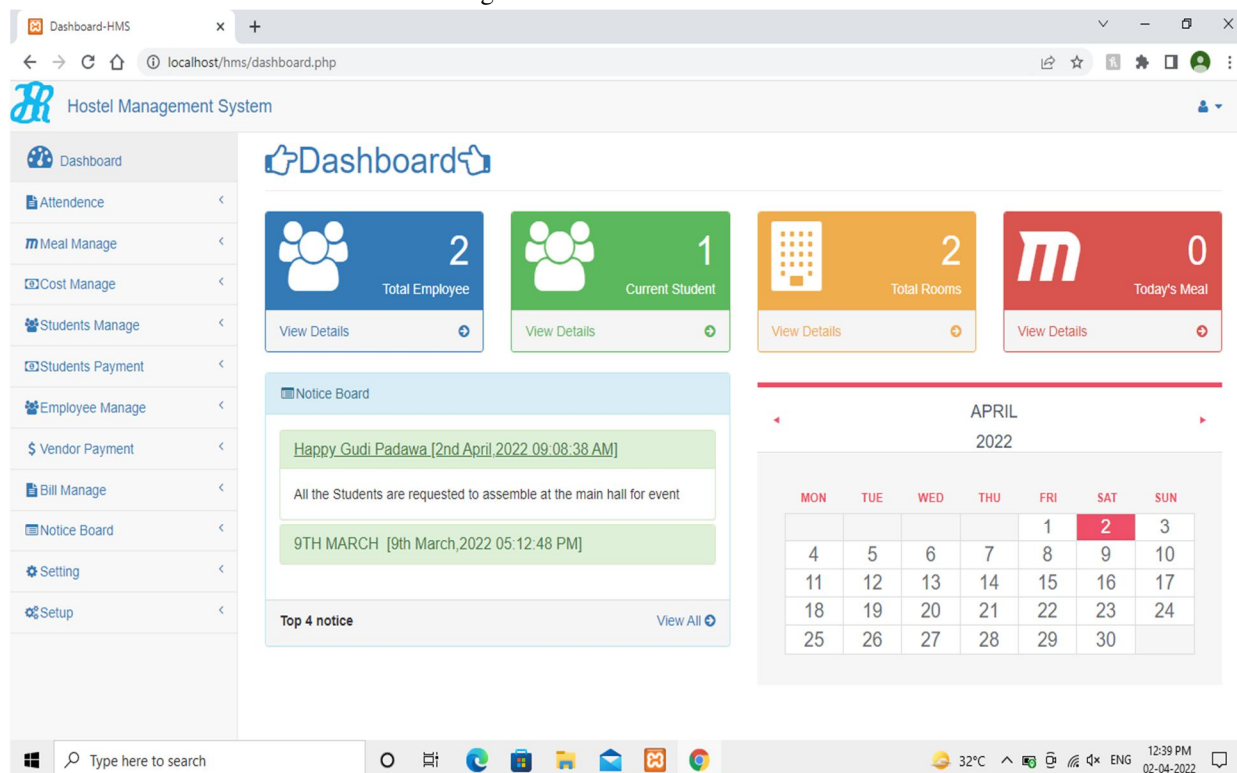 Dashboard-HMS
localhost/hms/dashboard.php
Hostel Management System
Dashboard
Attendence
Meal Manage
Cost Manage
Students Manage
Students Payment
Employee Manage
Vendor Payment
Bill Manage
Notice Board
Setting
Setup
Dashboard
2
Total Employee
View Details
1
Current Student
View Details
2
Total Rooms
View Details
0
Today's Meal
View Details
Notice Board
Happy Gudi Padawa [2nd April,2022 09:08:38 AM]
All the Students are requested to assemble at the main hall for event
9TH MARCH [9th March,2022 05:12:48 PM]
Top 4 notice View All
APRIL
2022
MON TUE WED THU FRI SAT SUN
1 2 3
4 5 6 7 8 9 10
11 12 13 14 15 16 17
18 19 20 21 22 23 24
25 26 27 28 29 30
Type here to search
32°C ENG
12:39 PM
02-04-2022